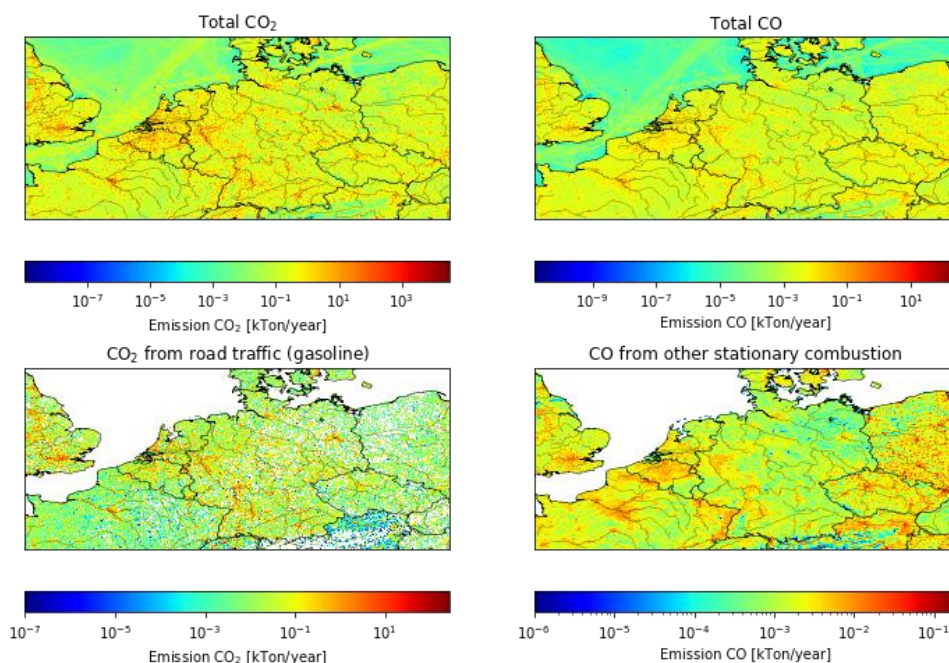 Total CO₂
Total CO
10⁻⁷ 10⁻⁵ 10⁻³ 10⁻¹ 10¹ 10³
Emission CO₂ [kTon/year]
10⁻⁹ 10⁻⁷ 10⁻⁵ 10⁻³ 10⁻¹ 10¹
Emission CO [kTon/year]
CO₂ from road traffic (gasoline)
CO from other stationary combustion
10⁻⁷ 10⁻⁵ 10⁻³ 10⁻¹ 10¹
Emission CO₂ [kTon/year]
10⁻⁶ 10⁻⁵ 10⁻⁴ 10⁻³ 10⁻² 10⁻¹
Emission CO [kTon/year]